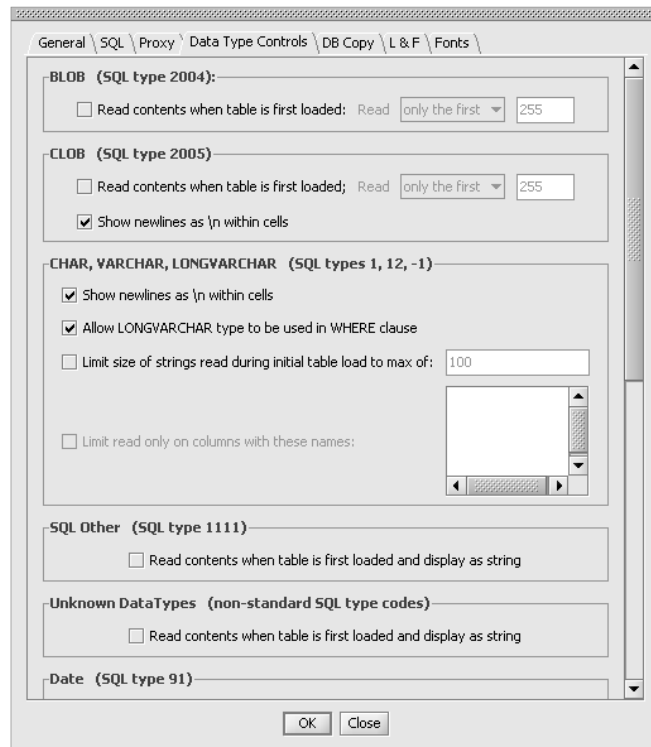 General \ SQL \ Proxy \ Data Type Controls \ DB Copy \ L & F \ Fonts \
BLOB (SQL type 2004):
Read contents when table is first loaded: Read only the first 255
CLOB (SQL type 2005)
Read contents when table is first loaded; Read only the first 255
Show newlines as \n within cells
CHAR, VARCHAR, LONGVARCHAR (SQL types 1, 12, -1)
Show newlines as \n within cells
Allow LONGVARCHAR type to be used in WHERE clause
Limit size of strings read during initial table load to max of: 100
Limit read only on columns with these names:
SQL Other (SQL type 1111)
Read contents when table is first loaded and display as string
Unknown DataTypes (non-standard SQL type codes)
Read contents when table is first loaded and display as string
Date (SQL type 91)
OK Close